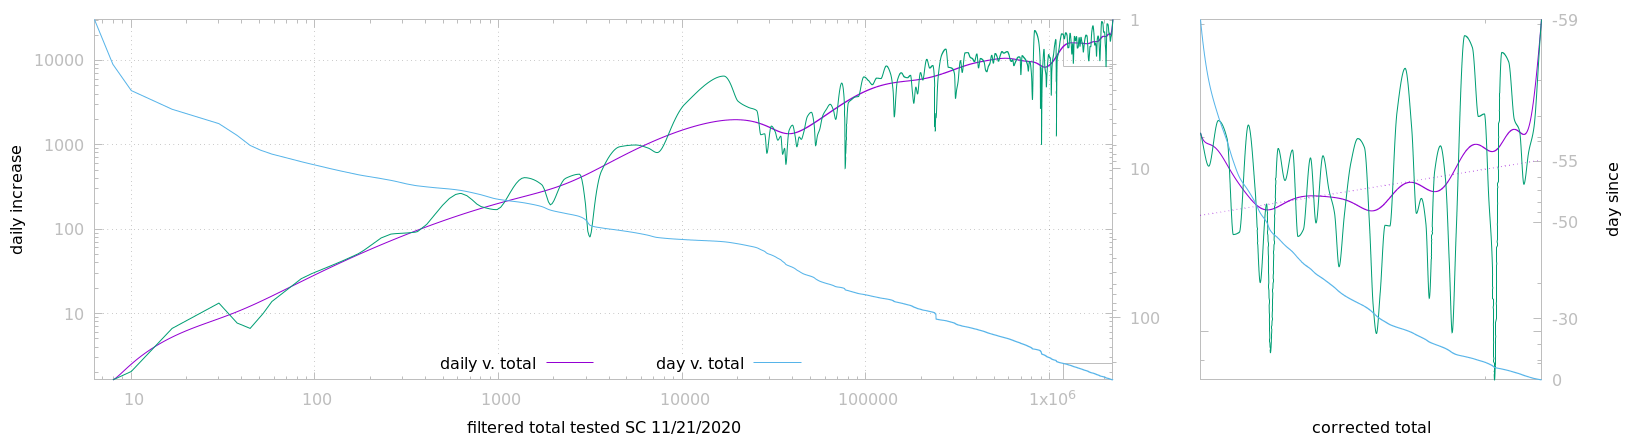 daily increase
10000
1000
100
10
10
100
1000
10000
100000
1x10⁶
1
10
100
daily v. total
day v. total
filtered total tested SC 11/21/2020
-59
-55
-50
-30
0
day since
corrected total